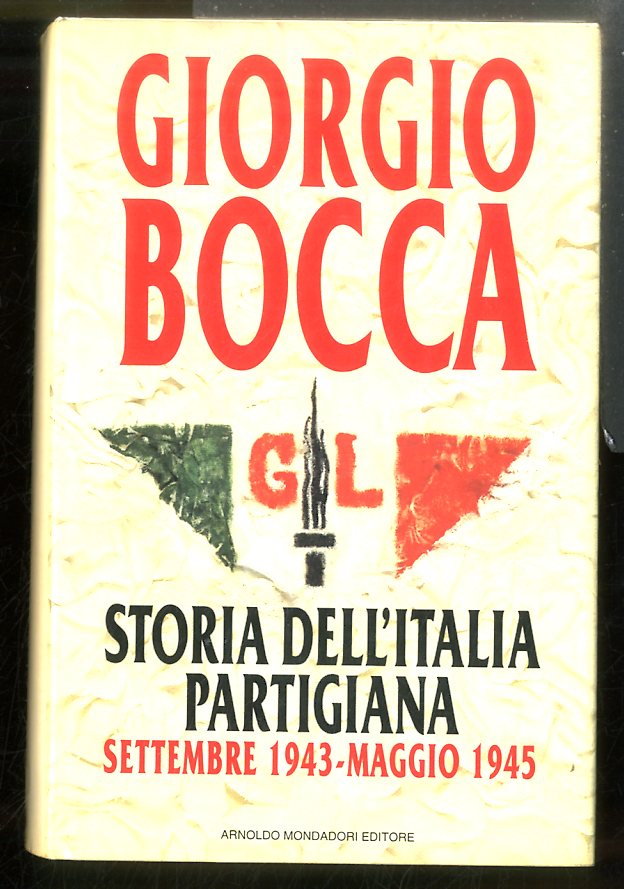 GIORGIO
BOCCA
GL
STORIA DELL'ITALIA
PARTIGIANA
SETTEMBRE 1943-MAGGIO 1945
ARNOLDO MONDADORI EDITORE